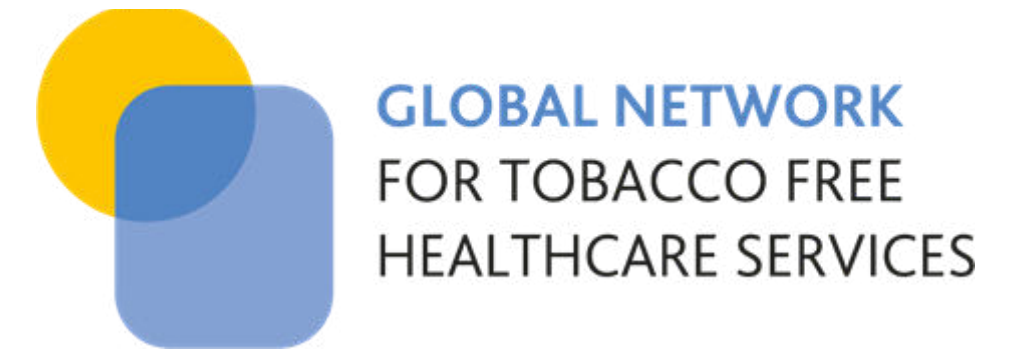 GLOBAL NETWORK
FOR TOBACCO FREE
HEALTHCARE SERVICES